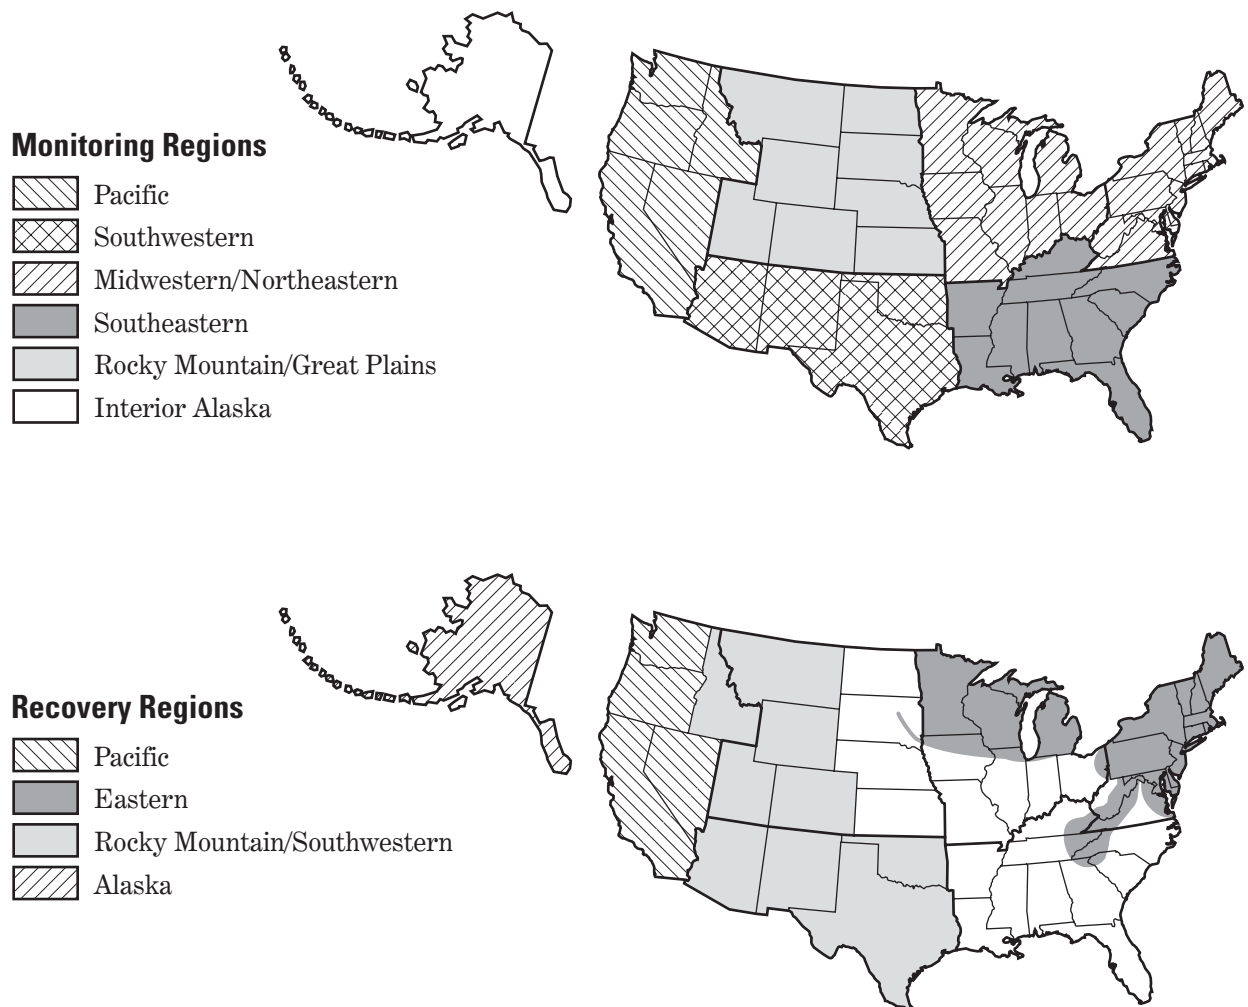 Monitoring Regions
Pacific
Southwestern
Midwestern/Northeastern
Southeastern
Rocky Mountain/Great Plains
Interior Alaska
Recovery Regions
Pacific
Eastern
Rocky Mountain/Southwestern
Alaska